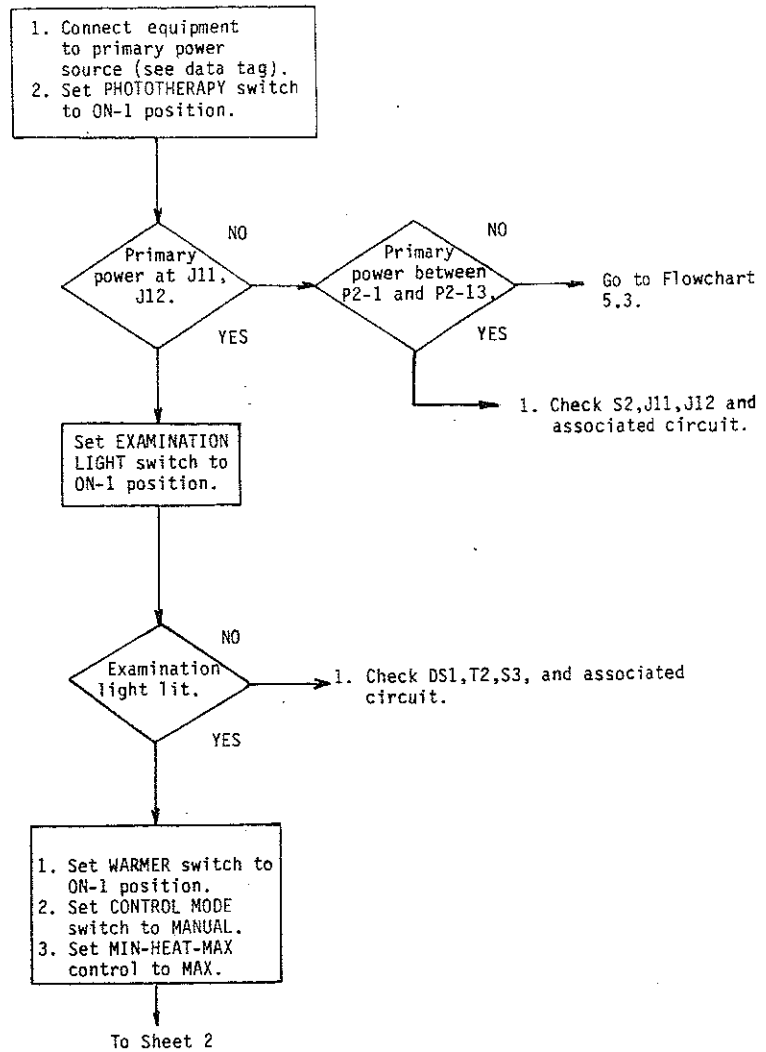 1. Connect equipment
to primary power
source (see data tag).
2. Set PHOTOTHERAPY switch
to ON-1 position.
NO
Primary
power at J11,
J12.
YES
NO
Primary
power between
P2-1 and P2-13.
YES
Go to Flowchart
5.3.
1. Check S2,J11,J12 and
associated circuit.
Set EXAMINATION
LIGHT switch to
ON-1 position.
NO
Examination
light lit.
YES
1. Check DS1,T2,S3, and associated
circuit.
1. Set WARMER switch to
ON-1 position.
2. Set CONTROL MODE
switch to MANUAL.
3. Set MIN-HEAT-MAX
control to MAX.
To Sheet 2